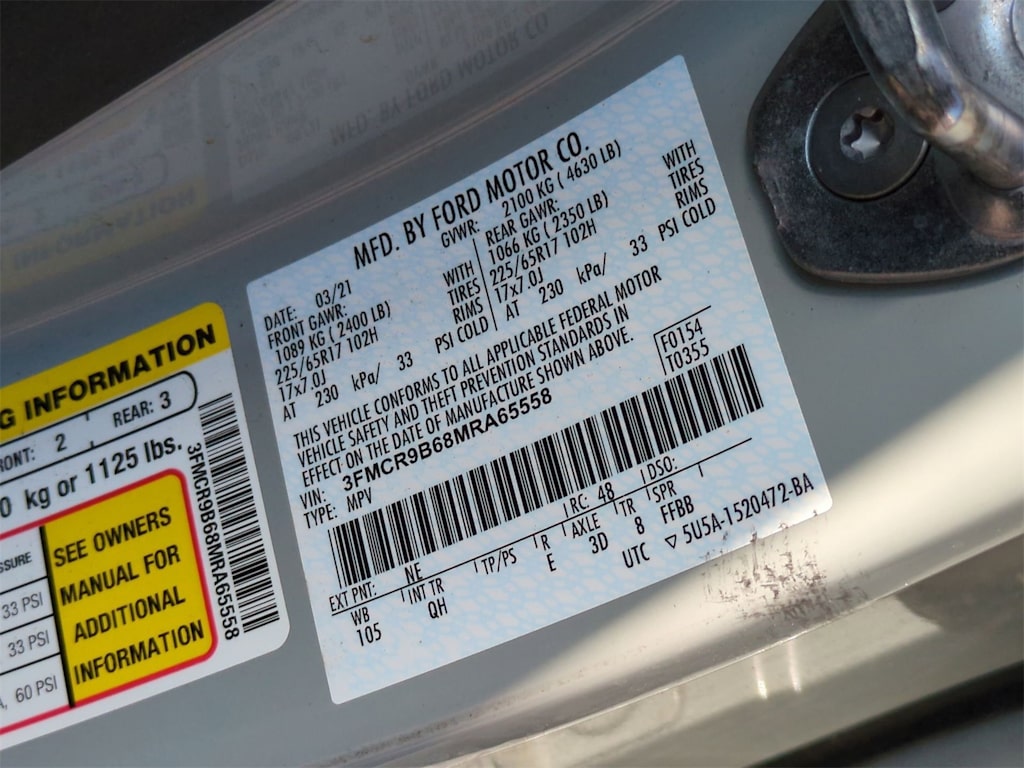 MFD. BY FORD MOTOR CO.
DATE: 03/21
GVWR: 2100 KG ( 4630 LB)
FRONT GAWR:
1089 KG ( 2400 LB)
WITH
225/65R17 102H
TIRES
17x7.0J
RIMS
AT 230 kPa/ 33 PSI COLD
REAR GAWR:
1066 KG ( 2350 LB)
WITH
225/65R17 102H
TIRES
17x7.0J
RIMS
AT 230 kPa/ 33 PSI COLD
THIS VEHICLE CONFORMS TO ALL APPLICABLE FEDERAL MOTOR
VEHICLE SAFETY AND THEFT PREVENTION STANDARDS IN
EFFECT ON THE DATE OF MANUFACTURE SHOWN ABOVE.
VIN: 3FMCR9B68MRA65558
TYPE: MPV
F0154
T0355
EXT PNT: NE RC: 48 DSO:
WB INT TR TP/PS R AXLE TR SPR
105 QH E 3D 8 FFBB
UTC ▽ 5U5A-1520472-BA
G INFORMATION
RONT: 2 REAR: 3
0 kg or 1125 lbs.
3FMCR9B68MRA65558
SSURE
33 PSI
33 PSI
A, 60 PSI
SEE OWNERS
MANUAL FOR
ADDITIONAL
INFORMATION